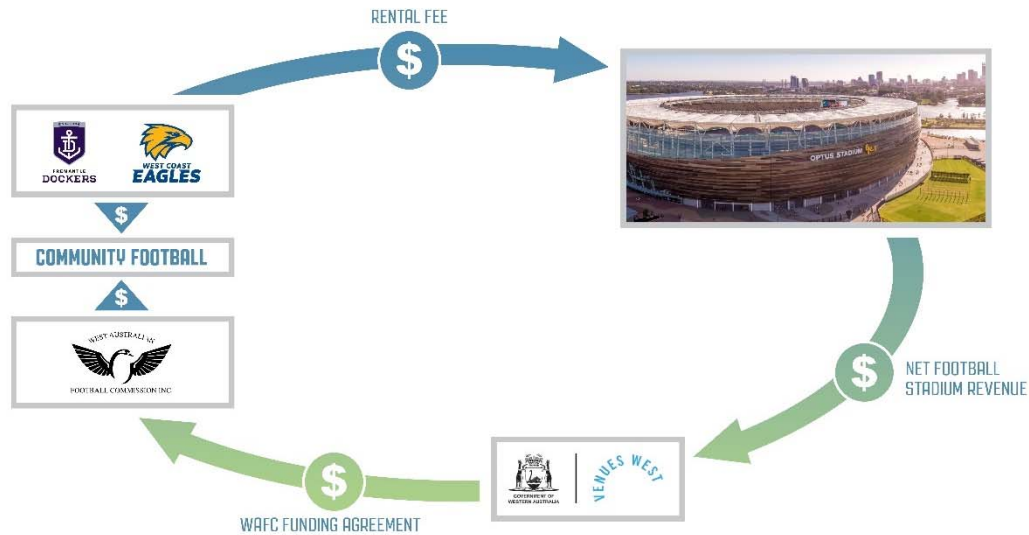 RENTAL FEE
$
FREMANTLE
DOCKERS
WEST COAST
EAGLES
OPTUS STADIUM
$
COMMUNITY FOOTBALL
$
WEST AUSTRALIAN
FOOTBALL COMMISSION INC
$
NET FOOTBALL
STADIUM REVENUE
GOVERNMENT OF
WESTERN AUSTRALIA
VENUES WEST
$
WAFC FUNDING AGREEMENT